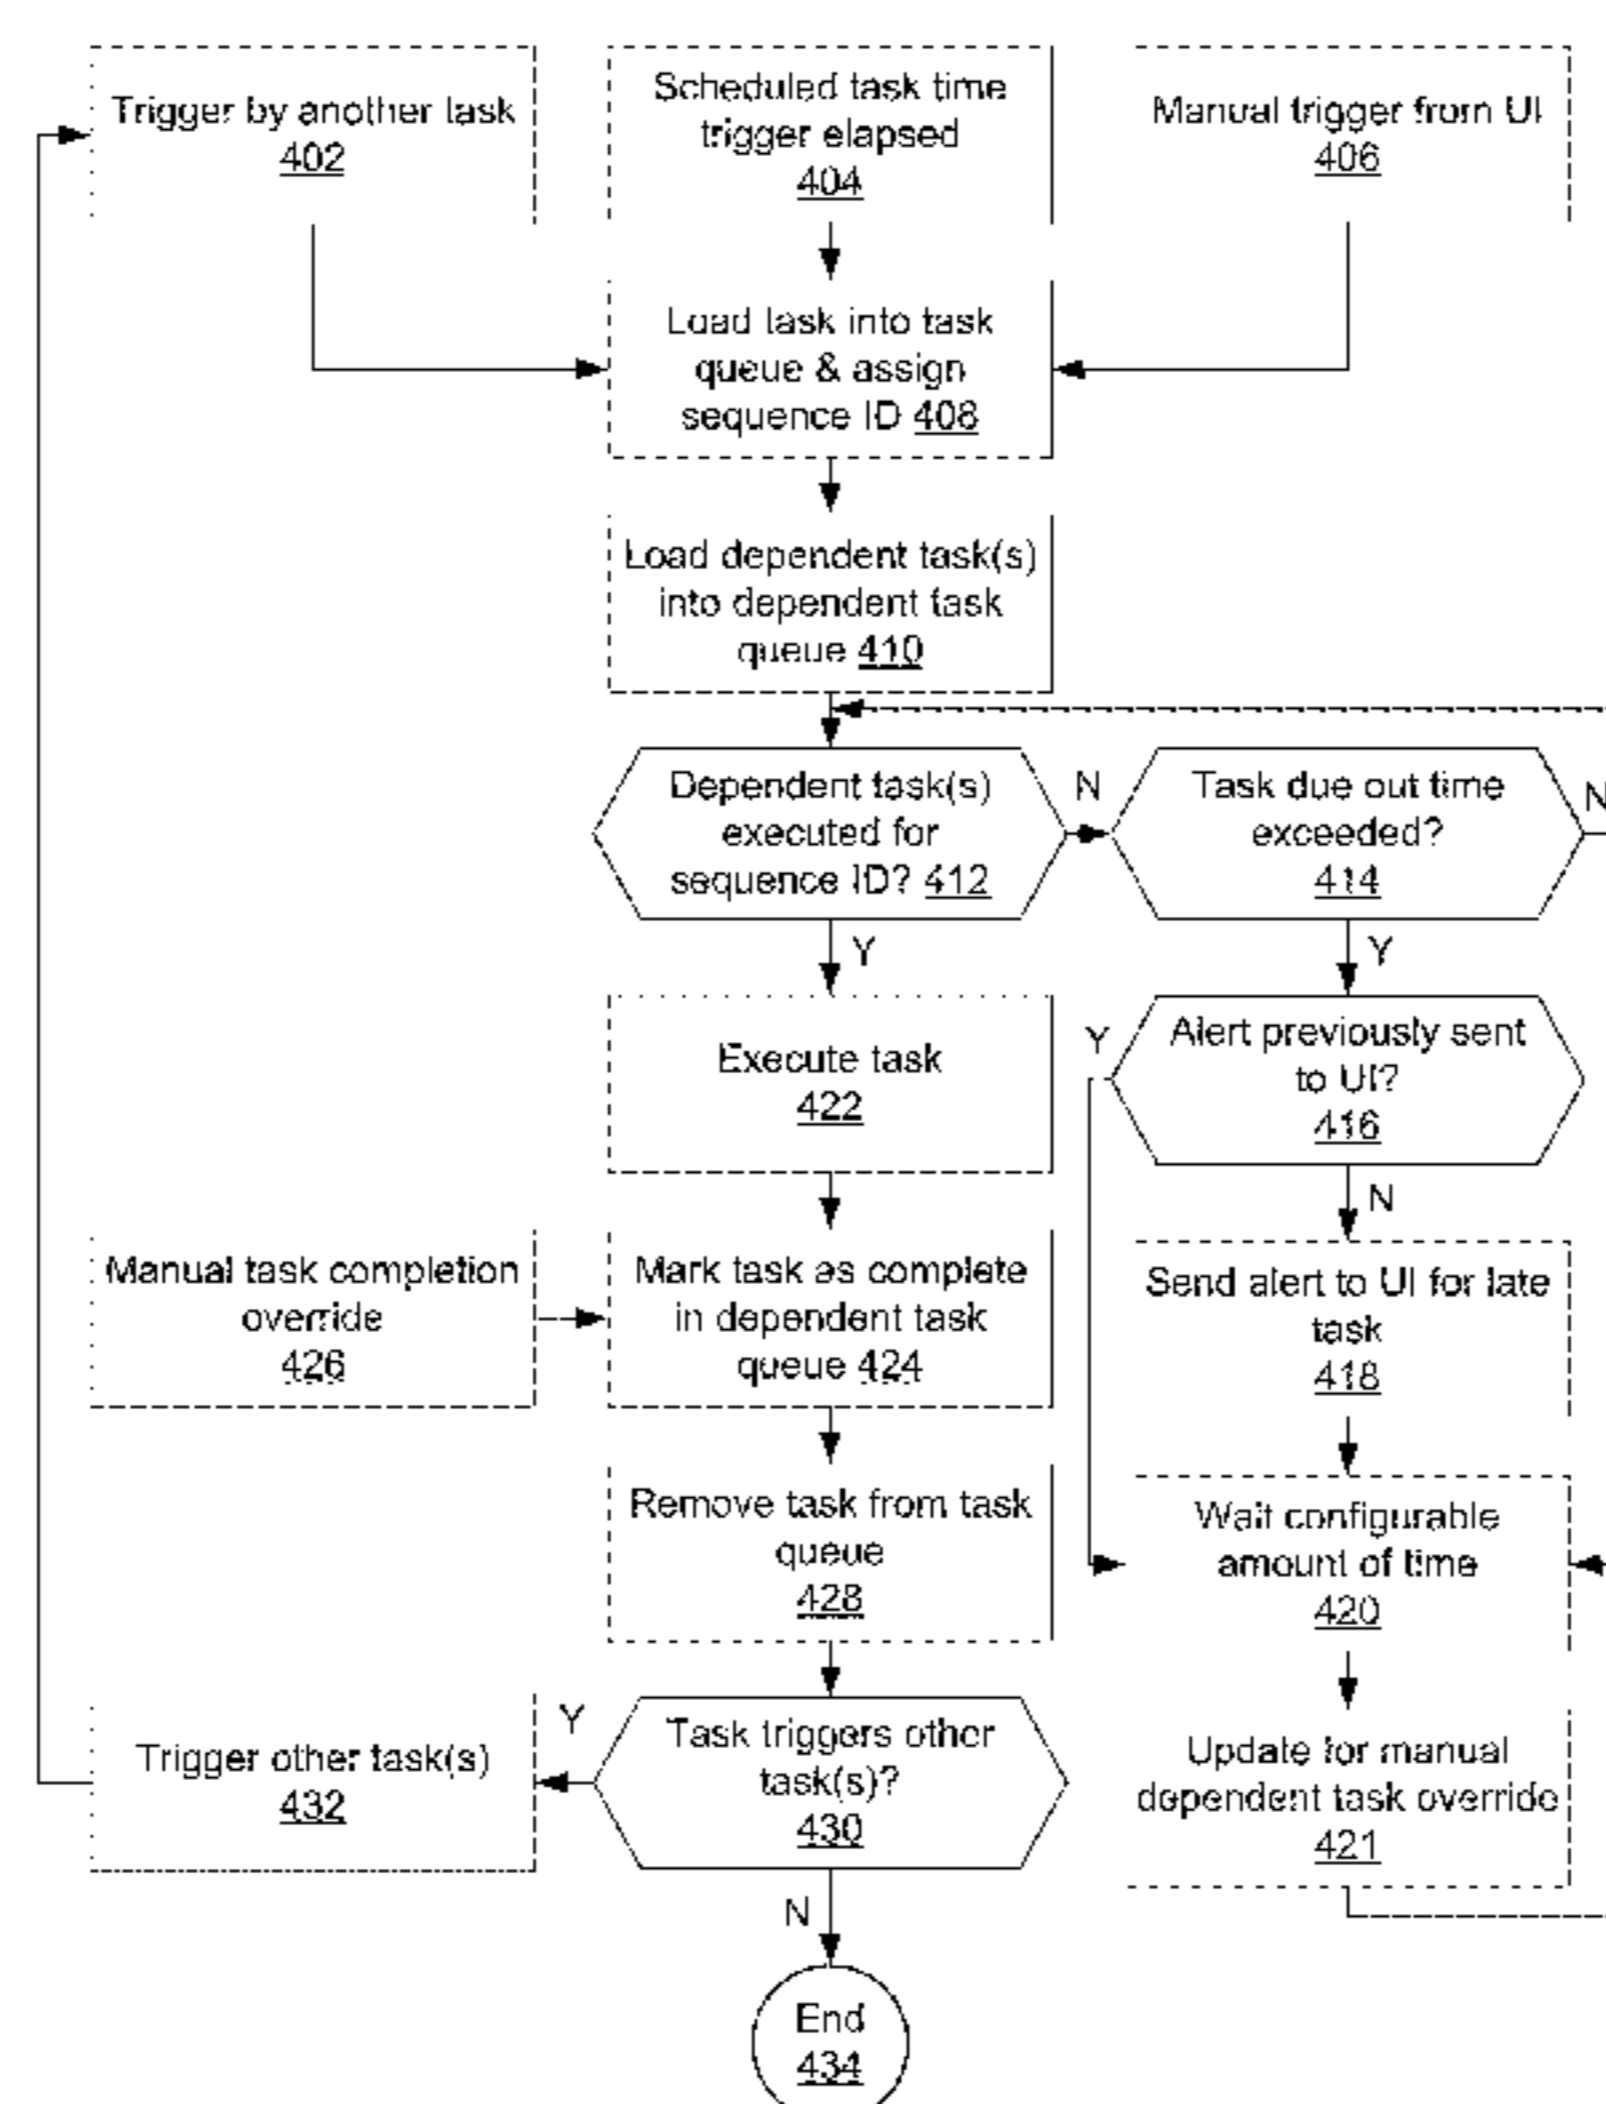 Trigger by another task
402
Scheduled task time
trigger elapsed
404
Manual trigger from UI
406
Load task into task
queue & assign
sequence ID 408
Load dependent task(s)
into dependent task
queue 410
Dependent task(s)
executed for
sequence ID? 412
N
Task due out time
exceeded?
414
N
Y
Y
Execute task
422
Y
Alert previously sent
to UI?
416
N
Manual task completion
override
426
Mark task as complete
in dependent task
queue 424
Send alert to UI for late
task
418
Remove task from task
queue
428
Wait configurable
amount of time
420
Y
Trigger other task(s)
432
Task triggers other
task(s)?
430
Update for manual
dependent task override
421
N
End
434